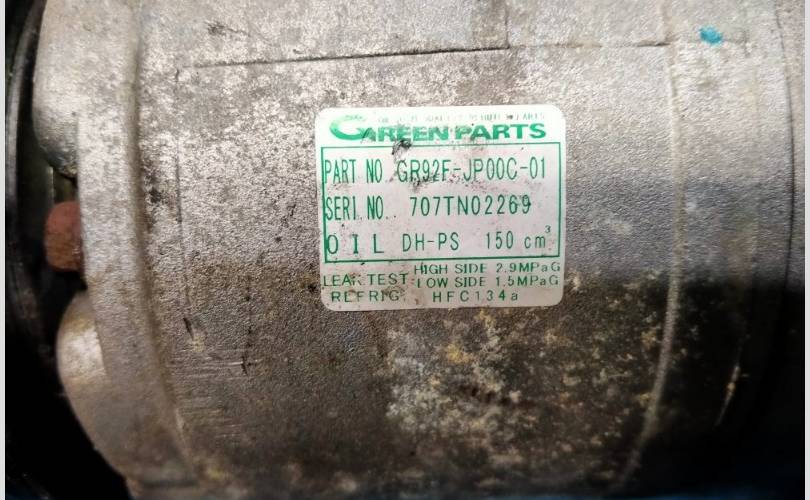 GREEN PARTS
PART NO. GR92F-JP00C-01
SERI NO. 707TN02269
OIL DH-PS 150 cm³
LEAK TEST HIGH SIDE 2.9MPaG
LOW SIDE 1.5MPaG
REFRIG HFC134a